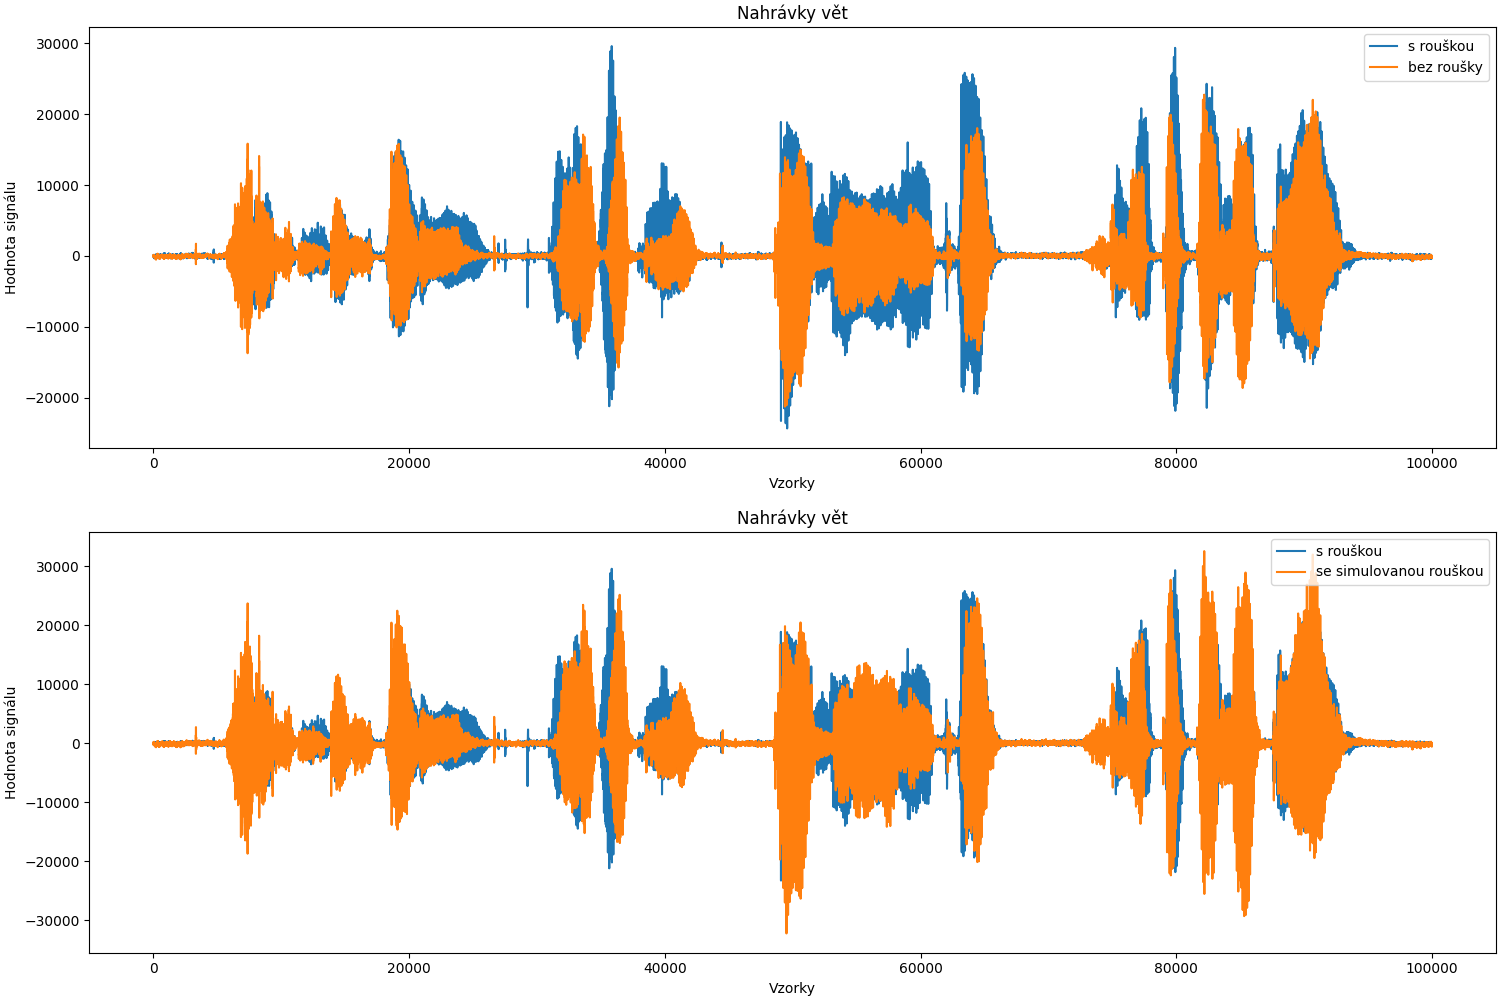 Nahrávky vět
30000
20000
10000
0
−10000
−20000
Hodnota signálu
s rouškou
bez roušky
0 20000 40000 60000 80000 100000
Vzorky
Nahrávky vět
30000
20000
10000
0
−10000
−20000
−30000
Hodnota signálu
s rouškou
se simulovanou rouškou
0 20000 40000 60000 80000 100000
Vzorky